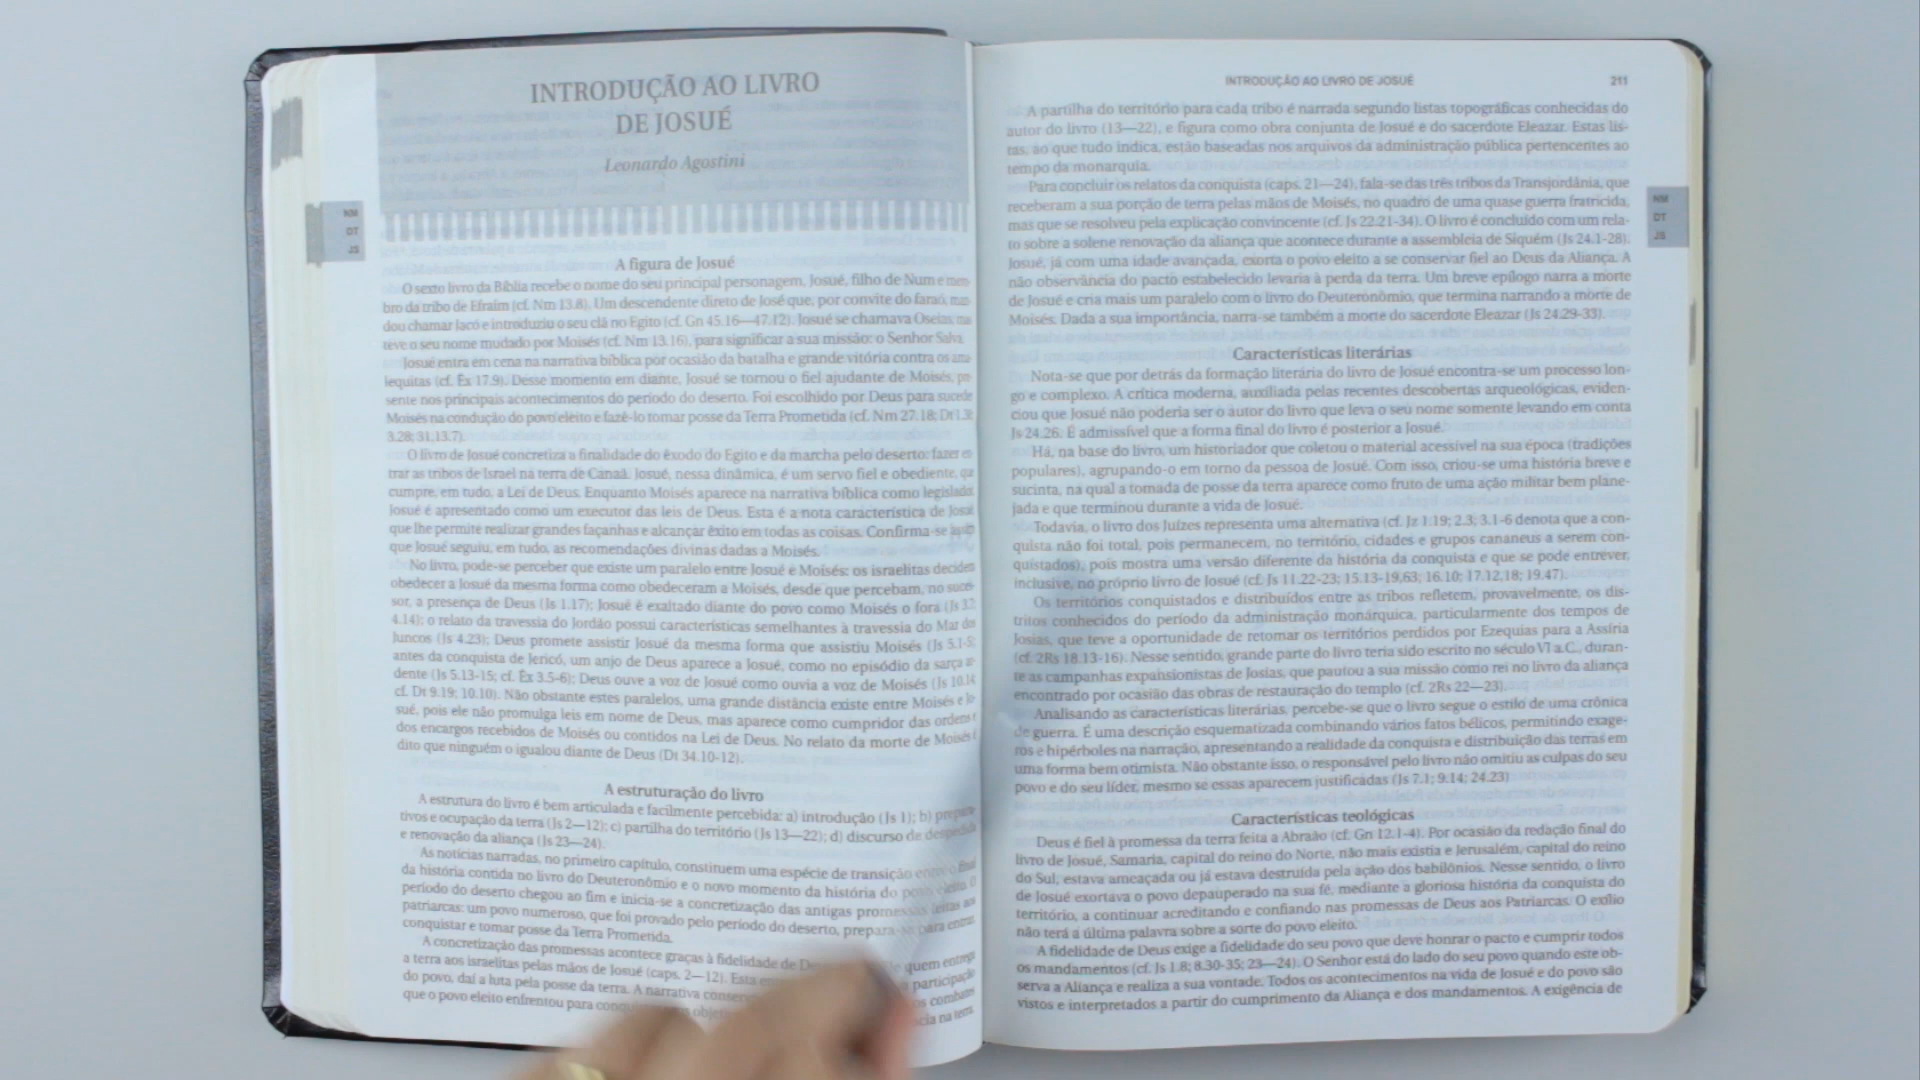 INTRODUÇÃO AO LIVRO
DE JOSUÉ
Leonardo Agostini
NM
DT
JS
A figura de Josué
O sexto livro da Bíblia recebe o nome do seu principal personagem, Josué, filho de Num e mem-
bro da tribo de Efraim (cf. Nm 13.8). Um descendente direto de José que, por convite do faraó, man-
dou chamar Jacó e introduziu o seu clã no Egito (cf. Gn 45.16—47.12). Josué se chamava Oseias, ma
teve o seu nome mudado por Moisés (cf. Nm 13.16), para significar a sua missão: o Senhor Salva.
Josué entra em cena na narrativa bíblica por ocasião da batalha e grande vitória contra os ama-
lequitas (cf. Êx 17.9). Desse momento em diante, Josué se tornou o fiel ajudante de Moisés, pre-
sente nos principais acontecimentos do período do deserto. Foi escolhido por Deus para suceder
Moisés na condução do povo eleito e fazê-lo tomar posse da Terra Prometida (cf. Nm 27.18; Dt 1.38;
3.28; 31.13.7).
O livro de Josué concretiza a finalidade do êxodo do Egito e da marcha pelo deserto: fazer en-
trar as tribos de Israel na terra de Canaã. Josué, nessa dinâmica, é um servo fiel e obediente, que
cumpre, em tudo, a Lei de Deus. Enquanto Moisés aparece na narrativa bíblica como legislador,
Josué é apresentado como um executor das leis de Deus. Esta é a nota característica de Josué
que lhe permite realizar grandes façanhas e alcançar êxito em todas as coisas. Confirma-se assim
que Josué seguiu, em tudo, as recomendações divinas dadas a Moisés.
No livro, pode-se perceber que existe um paralelo entre Josué e Moisés: os israelitas decidem
obedecer a Josué da mesma forma como obedeceram a Moisés, desde que percebam, no suces-
sor, a presença de Deus (Js 1.17); Josué é exaltado diante do povo como Moisés o fora (Js 3.7;
4.14); o relato da travessia do Jordão possui características semelhantes à travessia do Mar dos
Juncos (Js 4.23); Deus promete assistir Josué da mesma forma que assistiu Moisés (Js 5.1-5;
antes da conquista de Jericó, um anjo de Deus aparece a Josué, como no episódio da sarça ar-
dente (Js 5.13-15; cf. Êx 3.5-6); Deus ouve a voz de Josué como ouvia a voz de Moisés (Js 10.14;
cf. Dt 9.19; 10.10). Não obstante estes paralelos, uma grande distância existe entre Moisés e Jo-
sué, pois ele não promulga leis em nome de Deus, mas aparece como cumpridor das ordens e
dos encargos recebidos de Moisés ou contidos na Lei de Deus. No relato da morte de Moisés é
dito que ninguém o igualou diante de Deus (Dt 34.10-12).
A estruturação do livro
A estrutura do livro é bem articulada e facilmente percebida: a) introdução (Js 1); b) prepara-
tivos e ocupação da terra (Js 2—12); c) partilha do território (Js 13—22); d) discurso de despedida
e renovação da aliança (Js 23—24).
As notícias narradas, no primeiro capítulo, constituem uma espécie de transição entre o final
da história contida no livro do Deuteronômio e o novo momento da história do povo eleito. O
período do deserto chegou ao fim e inicia-se a concretização das antigas promessas feitas aos
patriarcas: um povo numeroso, que foi provado pelo período do deserto, prepara-se para entrar,
conquistar e tomar posse da Terra Prometida.
A concretização das promessas acontece graças à fidelidade de quem entrega
a terra aos israelitas pelas mãos de Josué (caps. 2—12). Esta participação
do povo, daí a luta pela posse da terra. A narrativa os combates
que o povo eleito enfrentou para na terra.
INTRODUÇÃO AO LIVRO DE JOSUÉ 211
A partilha do território para cada tribo é narrada segundo listas topográficas conhecidas do
autor do livro (13—22), e figura como obra conjunta de Josué e do sacerdote Eleazar. Estas lis-
tas, ao que tudo indica, estão baseadas nos arquivos da administração pública pertencentes ao
tempo da monarquia.
Para concluir os relatos da conquista (caps. 21—24), fala-se das três tribos da Transjordânia, que
receberam a sua porção de terra pelas mãos de Moisés, no quadro de uma quase guerra fratricida,
mas que se resolveu pela explicação convincente (cf. Js 22.21-34). O livro é concluído com um rela-
to sobre a solene renovação da aliança que acontece durante a assembleia de Siquém (Js 24.1-28).
Josué, já com uma idade avançada, exorta o povo eleito a se conservar fiel ao Deus da Aliança. A
não observância do pacto estabelecido levaria à perda da terra. Um breve epílogo narra a morte
de Josué e cria mais um paralelo com o livro do Deuteronômio, que termina narrando a morte de
Moisés. Dada a sua importância, narra-se também a morte do sacerdote Eleazar (Js 24.29-33).
Características literárias
Nota-se que por detrás da formação literária do livro de Josué encontra-se um processo lon-
go e complexo. A crítica moderna, auxiliada pelas recentes descobertas arqueológicas, eviden-
ciou que Josué não poderia ser o autor do livro que leva o seu nome somente levando em conta
Js 24.26. É admissível que a forma final do livro é posterior a Josué.
Há, na base do livro, um historiador que coletou o material acessível na sua época (tradições
populares), agrupando-o em torno da pessoa de Josué. Com isso, criou-se uma história breve e
sucinta, na qual a tomada de posse da terra aparece como fruto de uma ação militar bem plane-
jada e que terminou durante a vida de Josué.
Todavia, o livro dos Juízes representa uma alternativa (cf. Jz 1.19; 2.3; 3.1-6 denota que a con-
quista não foi total, pois permanecem, no território, cidades e grupos cananeus a serem con-
quistados), pois mostra uma versão diferente da história da conquista e que se pode entrever,
inclusive, no próprio livro de Josué (cf. Js 11.22-23; 15.13-19,63; 16.10; 17.12,18; 19.47).
Os territórios conquistados e distribuídos entre as tribos refletem, provavelmente, os dis-
tritos conhecidos do período da administração monárquica, particularmente dos tempos de
Josias, que teve a oportunidade de retomar os territórios perdidos por Ezequias para a Assíria
(cf. 2Rs 18.13-16). Nesse sentido, grande parte do livro teria sido escrito no século VI a.C., duran-
te as campanhas expansionistas de Josias, que pautou a sua missão como rei no livro da aliança
encontrado por ocasião das obras de restauração do templo (cf. 2Rs 22—23).
Analisando as características literárias, percebe-se que o livro segue o estilo de uma crônica
de guerra. É uma descrição esquematizada combinando vários fatos bélicos, permitindo exage-
ros e hipérboles na narração, apresentando a realidade da conquista e distribuição das terras em
uma forma bem otimista. Não obstante isso, o responsável pelo livro não omitiu as culpas do seu
povo e do seu líder, mesmo se essas aparecem justificadas (Js 7.1; 9.14; 24.23)
Características teológicas
Deus é fiel à promessa da terra feita a Abraão (cf. Gn 12.1-4). Por ocasião da redação final do
livro de Josué, Samaria, capital do reino do Norte, não mais existia e Jerusalém, capital do reino
do Sul, estava ameaçada ou já estava destruída pela ação dos babilônios. Nesse sentido, o livro
de Josué exortava o povo depauperado na sua fé, mediante a gloriosa história da conquista do
território, a continuar acreditando e confiando nas promessas de Deus aos Patriarcas. O exílio
não terá a última palavra sobre a sorte do povo eleito.
A fidelidade de Deus exige a fidelidade do seu povo que deve honrar o pacto e cumprir todos
os mandamentos (cf. Js 1.8; 8.30-35; 23—24). O Senhor está do lado do seu povo quando este ob-
serva a Aliança e realiza a sua vontade. Todos os acontecimentos na vida de Josué e do povo são
vistos e interpretados a partir do cumprimento da Aliança e dos mandamentos. A exigência de
NM
DT
JS